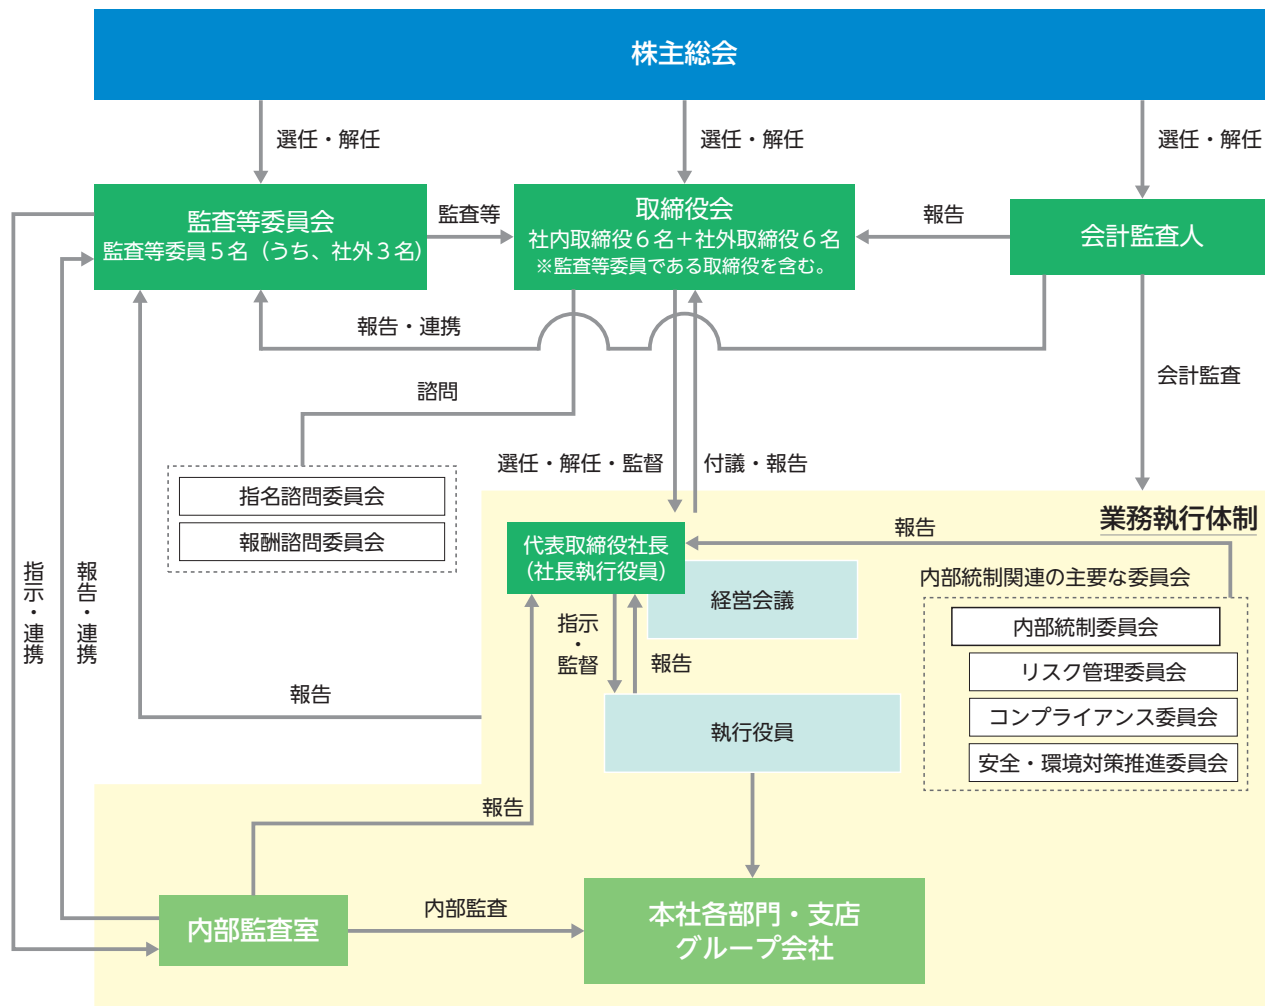 株主総会
選任・解任
選任・解任
選任・解任
監査等委員会
監査等委員５名（うち、社外３名）
監査等
取締役会
社内取締役６名＋社外取締役６名
※監査等委員である取締役を含む。
報告
会計監査人
報告・連携
諮問
会計監査
選任・解任・監督
付議・報告
指名諮問委員会
報酬諮問委員会
業務執行体制
報告
代表取締役社長
（社長執行役員）
経営会議
内部統制関連の主要な委員会
内部統制委員会
リスク管理委員会
コンプライアンス委員会
安全・環境対策推進委員会
指示・連携
報告・連携
指示
・
監督
報告
報告
執行役員
報告
内部監査室
内部監査
本社各部門・支店
グループ会社